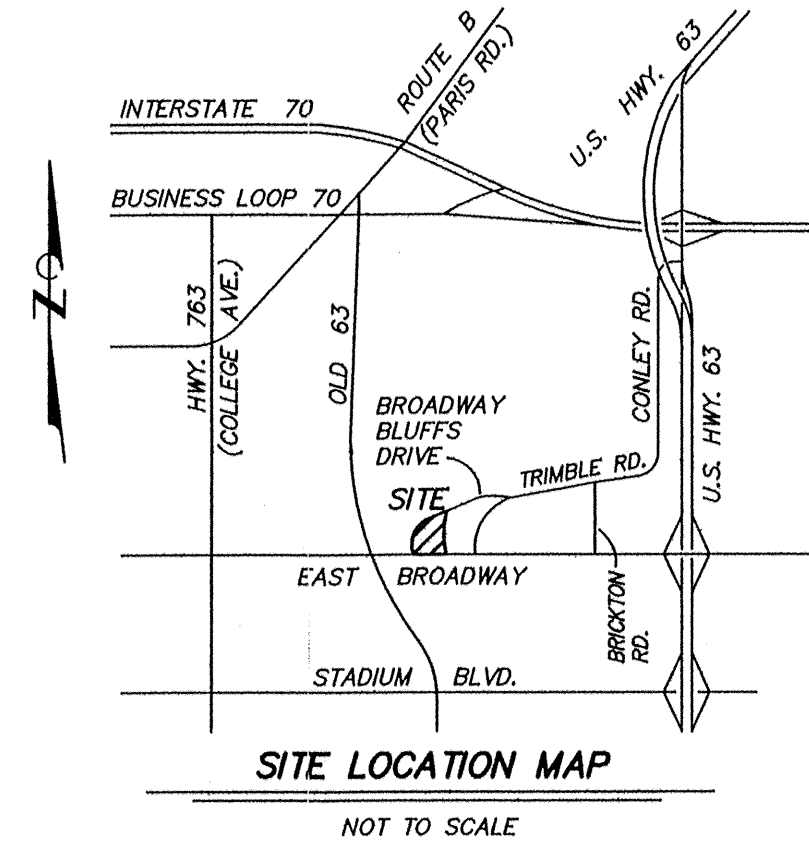 ROUTE B
(PARIS RD.)
U.S. HWY. 63
INTERSTATE 70
BUSINESS LOOP 70
N
HWY. 763
(COLLEGE AVE.)
OLD 63
CONLEY RD.
U.S. HWY. 63
BROADWAY
BLUFFS
DRIVE
TRIMBLE RD.
SITE
EAST BROADWAY
BRICKTON
RD.
STADIUM BLVD.
SITE LOCATION MAP
NOT TO SCALE